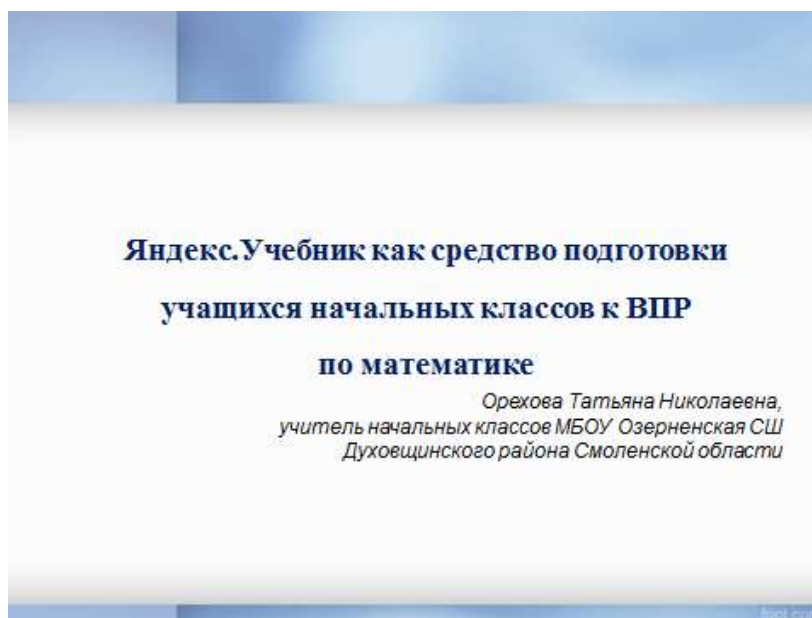 Яндекс.Учебник как средство подготовки
учащихся начальных классов к ВПР
по математике
Орехова Татьяна Николаевна,
учитель начальных классов МБОУ Озерненская СШ
Духовщинского района Смоленской области